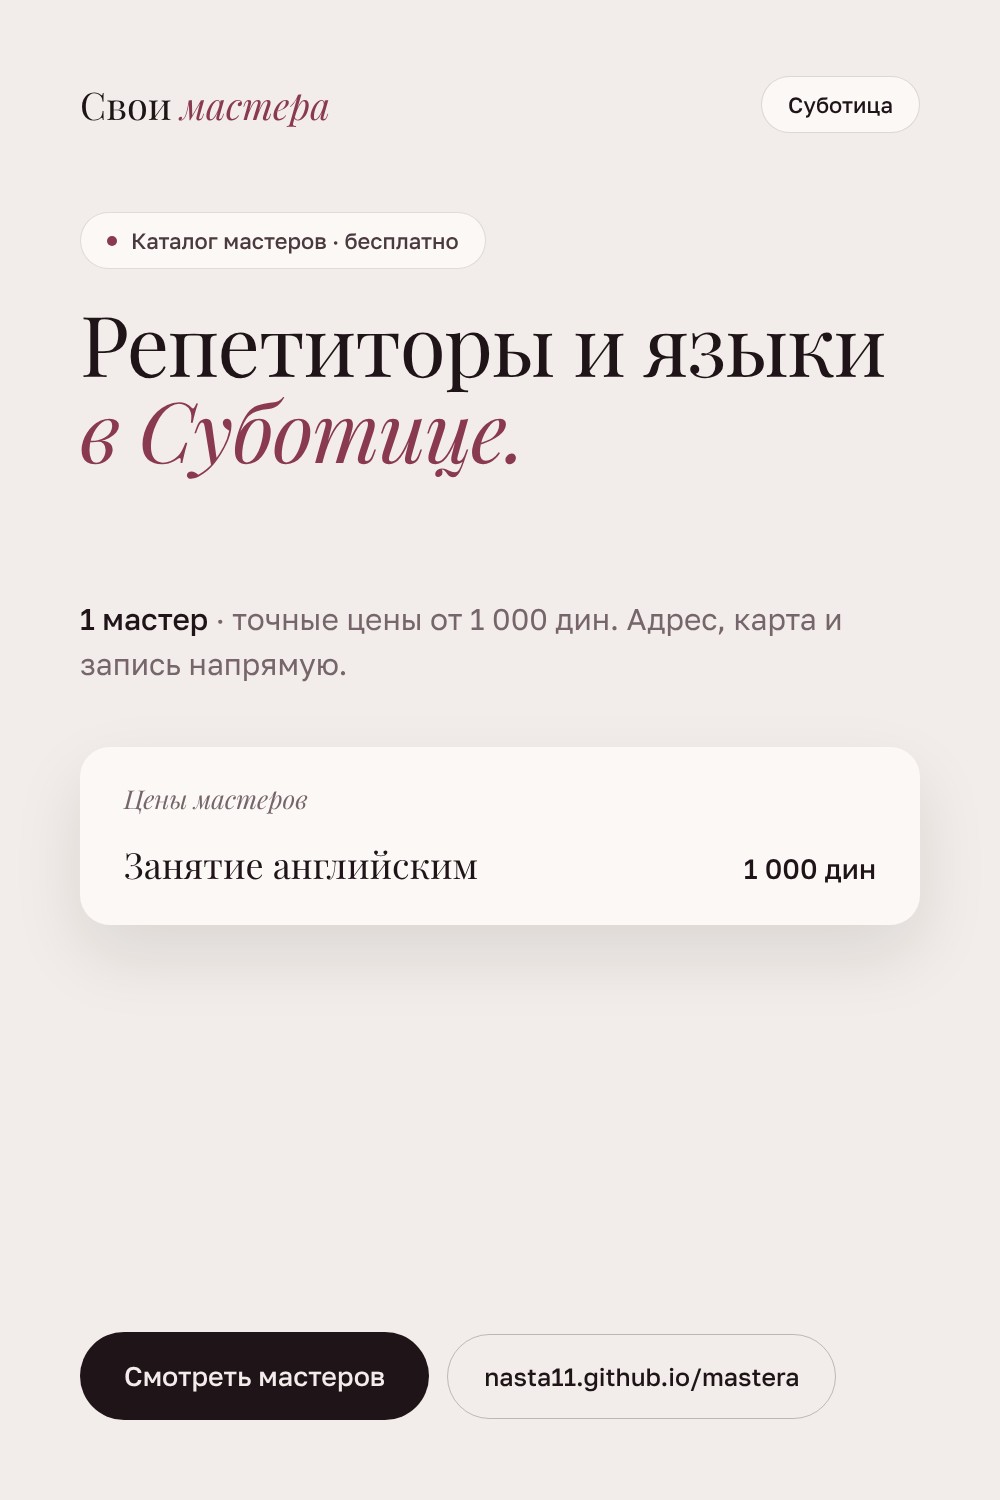 Свои мастера
Суботица
Каталог мастеров · бесплатно
Репетиторы и языки
в Суботице.
1 мастер · точные цены от 1 000 дин. Адрес, карта и
запись напрямую.
Цены мастеров
Занятие английским 1 000 дин
Смотреть мастеров
nasta11.github.io/mastera